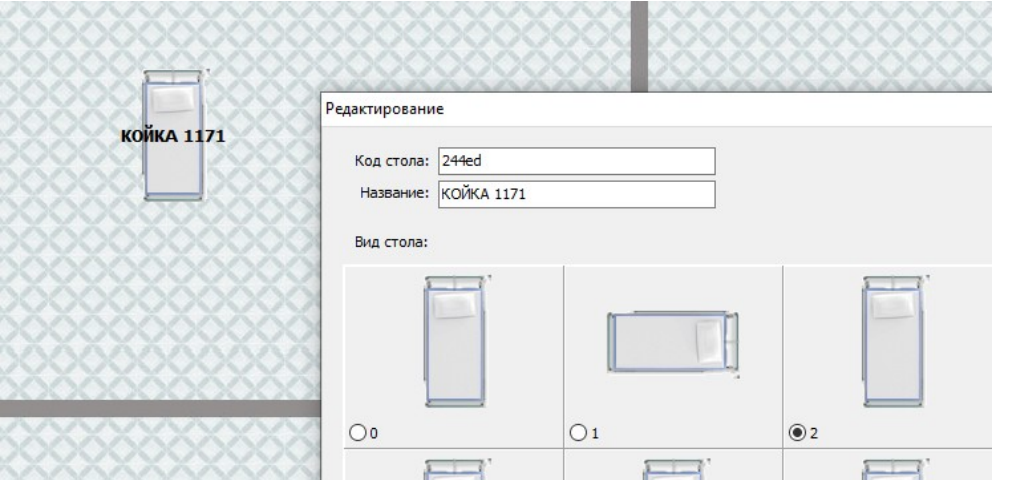 КОЙКА 1171
Редактирование
Код стола: 244ed
Название: КОЙКА 1171
Вид стола:
0 1 2